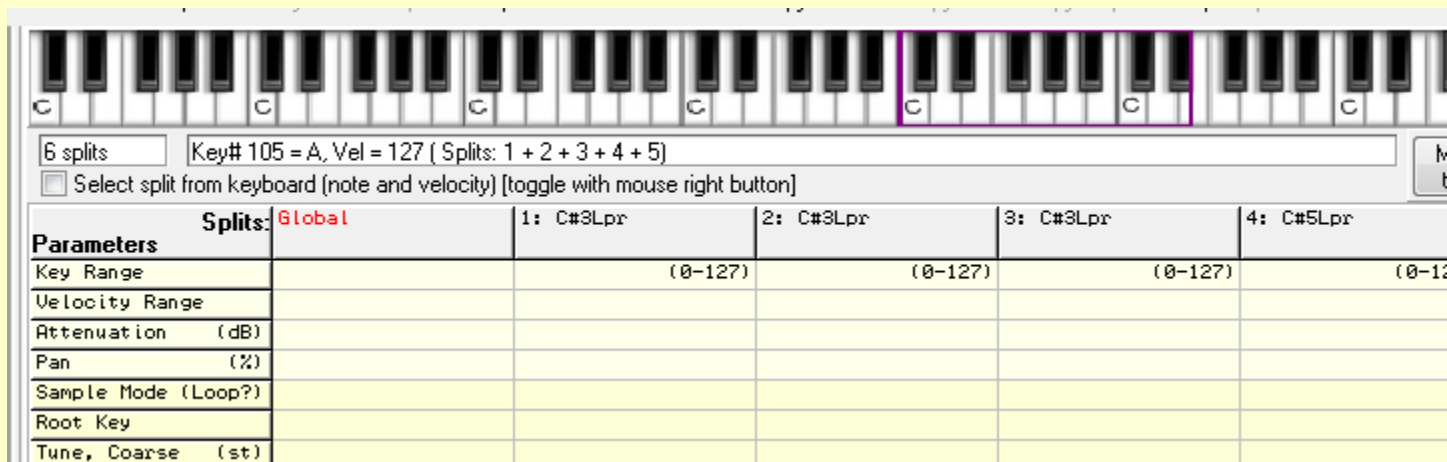 C C C C C C C
6 splits Key# 105 = A, Vel = 127 ( Splits: 1 + 2 + 3 + 4 + 5)
Select split from keyboard (note and velocity) [toggle with mouse right button]
Splits: Global 1: C#3Lpr 2: C#3Lpr 3: C#3Lpr 4: C#5Lpr
Parameters
Key Range (0-127) (0-127) (0-127) (0-12
Velocity Range
Attenuation (dB)
Pan (%)
Sample Mode (Loop?)
Root Key
Tune, Coarse (st)